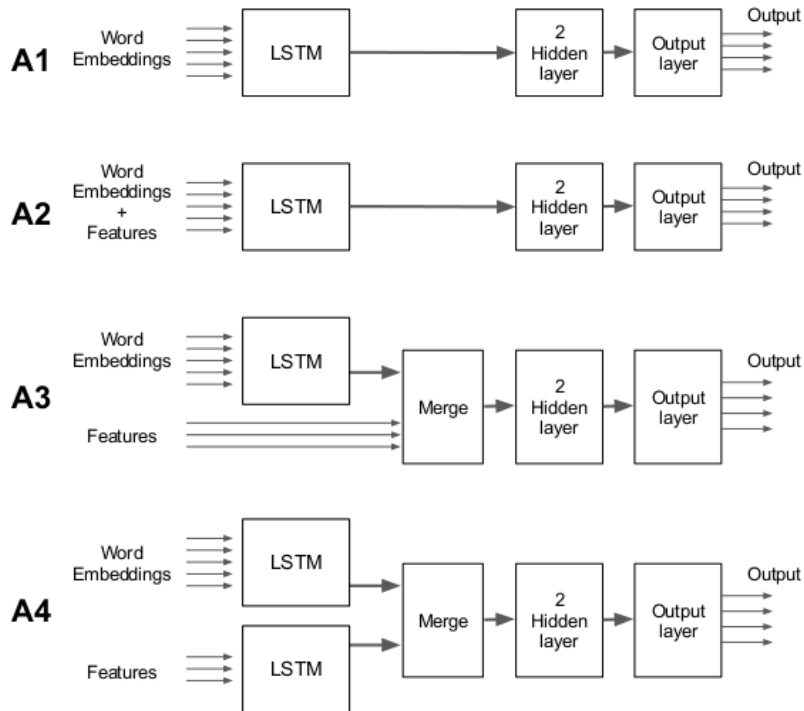 A1
Word
Embeddings
LSTM
2
Hidden
layer
Output
layer
Output
A2
Word
Embeddings
+
Features
LSTM
2
Hidden
layer
Output
layer
Output
A3
Word
Embeddings
Features
LSTM
Merge
2
Hidden
layer
Output
layer
Output
A4
Word
Embeddings
Features
LSTM
LSTM
Merge
2
Hidden
layer
Output
layer
Output